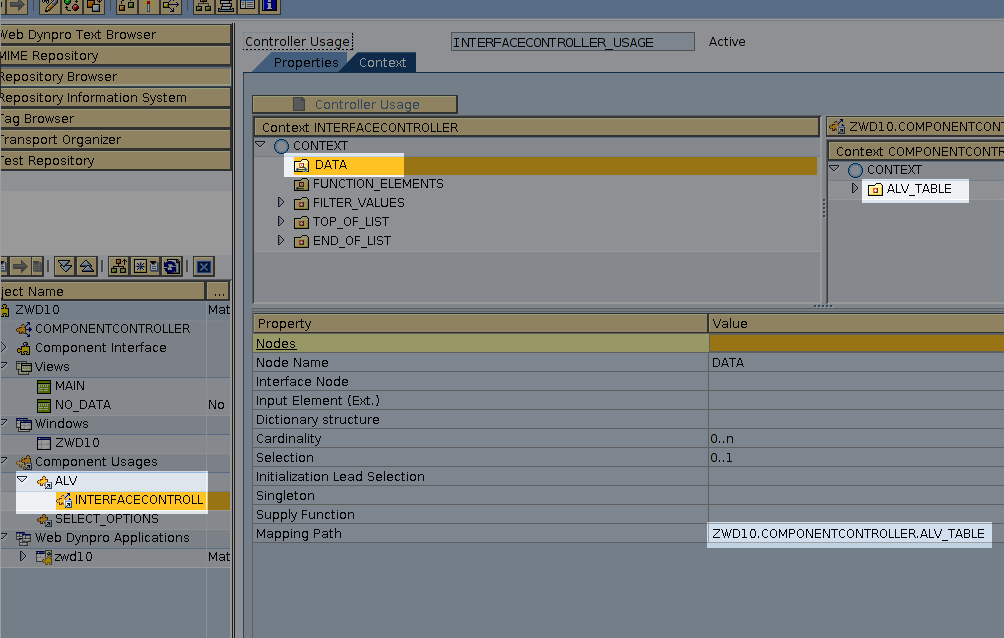 Web Dynpro Text Browser
MIME Repository
Repository Browser
Repository Information System
Tag Browser
Transport Organizer
Test Repository
ject Name
...
ZWD10
Mat
COMPONENTCONTROLLER
Component Interface
Views
MAIN
NO_DATA
No
Windows
ZWD10
Component Usages
ALV
INTERFACECONTROLL
SELECT_OPTIONS
Web Dynpro Applications
zwd10
Mat
Controller Usage
INTERFACECONTROLLER_USAGE
Active
Properties
Context
Controller Usage
Context INTERFACECONTROLLER
CONTEXT
DATA
FUNCTION_ELEMENTS
FILTER_VALUES
TOP_OF_LIST
END_OF_LIST
ZWD10.COMPONENTCON
Context COMPONENTCONTR
CONTEXT
ALV_TABLE
Property Value
Nodes
Node Name DATA
Interface Node
Input Element (Ext.)
Dictionary structure
Cardinality 0..n
Selection 0..1
Initialization Lead Selection
Singleton
Supply Function
Mapping Path ZWD10.COMPONENTCONTROLLER.ALV_TABLE